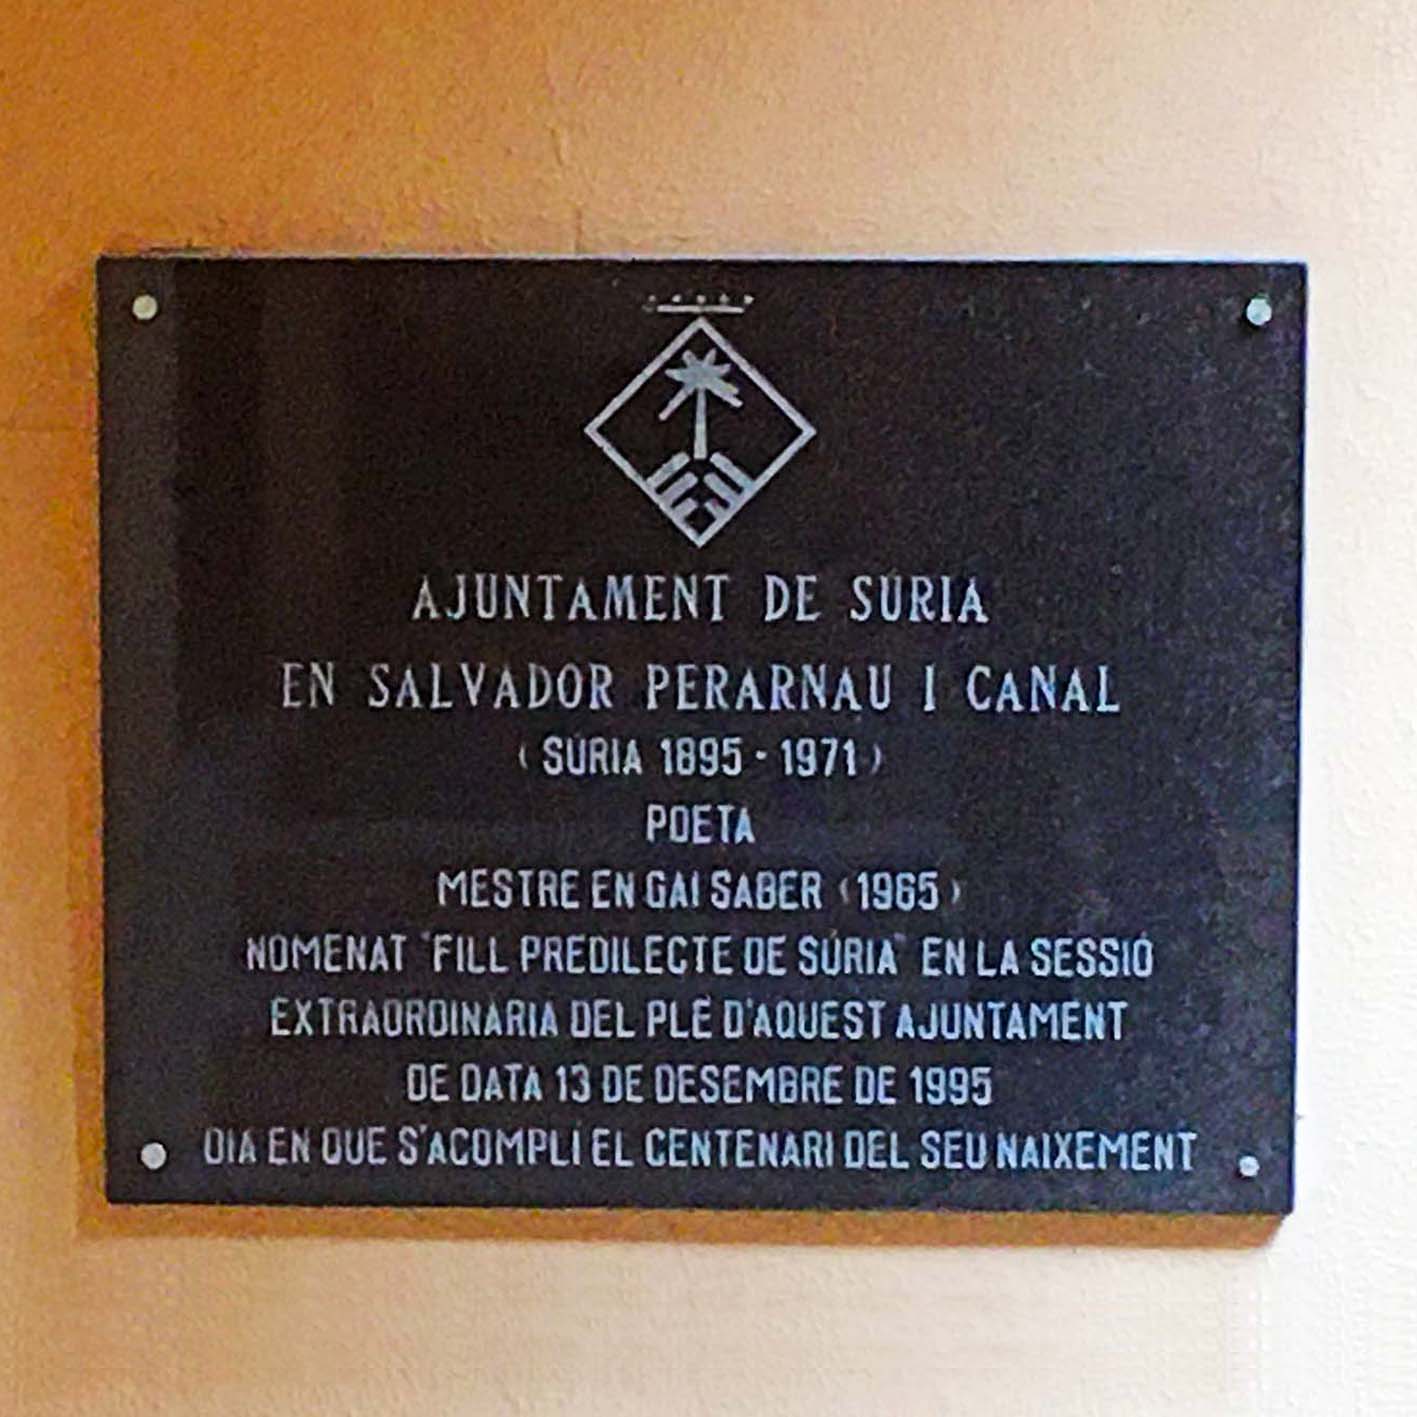 AJUNTAMENT DE SÚRIA
EN SALVADOR PERARNAU I CANAL
(SÚRIA 1895 - 1971)
POETA
MESTRE EN GAI SABER (1965)
NOMENAT "FILL PREDILECTE DE SÚRIA" EN LA SESSIÓ
EXTRAORDINÀRIA DEL PLE D'AQUEST AJUNTAMENT
DE DATA 13 DE DESEMBRE DE 1995
DIA EN QUE S'ACOMPLÍ EL CENTENARI DEL SEU NAIXEMENT